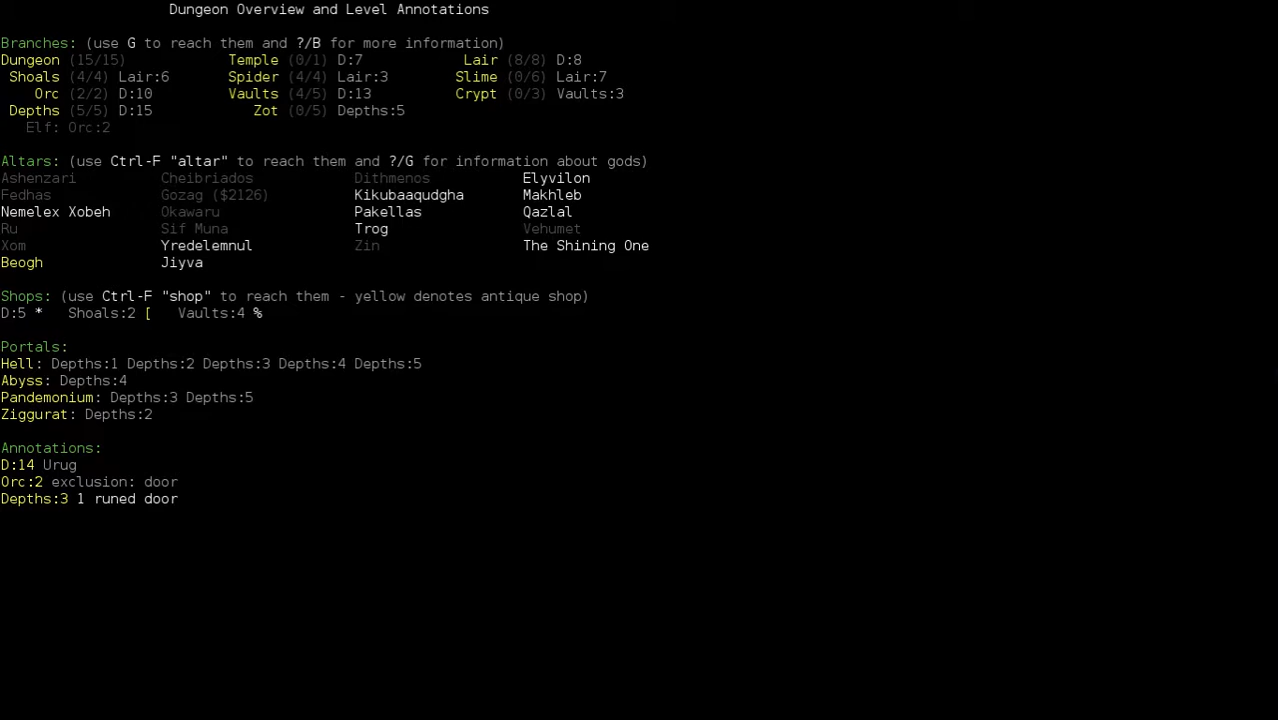 Dungeon Overview and Level Annotations
Branches: (use G to reach them and ?/B for more information)
Dungeon (15/15) Temple (0/1) D:7 Lair (8/8) D:8
Shoals (4/4) Lair:6 Spider (4/4) Lair:3 Slime (0/6) Lair:7
Orc (2/2) D:10 Vaults (4/5) D:13 Crypt (0/3) Vaults:3
Depths (5/5) D:15 Zot (0/5) Depths:5
Elf: Orc:2
Altars: (use Ctrl-F "altar" to reach them and ?/G for information about gods)
Ashenzari Cheibriados Dithmenos Elyvilon
Fedhas Gozag ($2126) Kikubaaqudgha Makhleb
Nemelex Xobeh Okawaru Pakellas Qazlal
Ru Sif Muna Trog Vehumet
Xom Yredelemnul Zin The Shining One
Beogh Jiyva
Shops: (use Ctrl-F "shop" to reach them - yellow denotes antique shop)
D:5 * Shoals:2 [ Vaults:4 %
Portals:
Hell: Depths:1 Depths:2 Depths:3 Depths:4 Depths:5
Abyss: Depths:4
Pandemonium: Depths:3 Depths:5
Ziggurat: Depths:2
Annotations:
D:14 Urug
Orc:2 exclusion: door
Depths:3 1 runed door